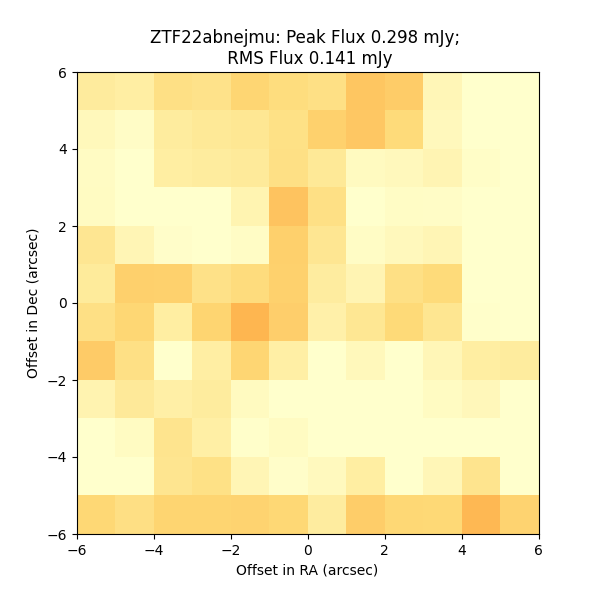 ZTF22abnejmu: Peak Flux 0.298 mJy;
RMS Flux 0.141 mJy
6
4
2
0
−2
−4
−6
Offset in Dec (arcsec)
−6 −4 −2 0 2 4 6
Offset in RA (arcsec)